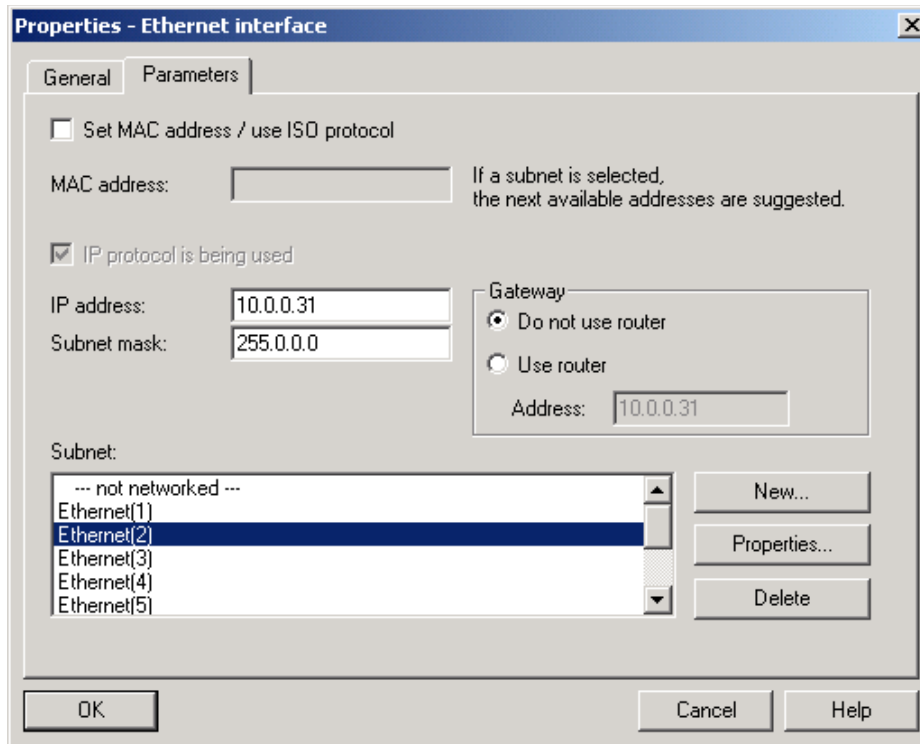 Properties - Ethernet interface
General
Parameters
Set MAC address / use ISO protocol
MAC address:
If a subnet is selected,
the next available addresses are suggested.
IP protocol is being used
IP address:
10.0.0.31
Subnet mask:
255.0.0.0
Gateway
Do not use router
Use router
Address:
10.0.0.31
Subnet:
--- not networked ---
Ethernet(1)
Ethernet(2)
Ethernet(3)
Ethernet(4)
Ethernet(5)
New...
Properties...
Delete
OK
Cancel
Help